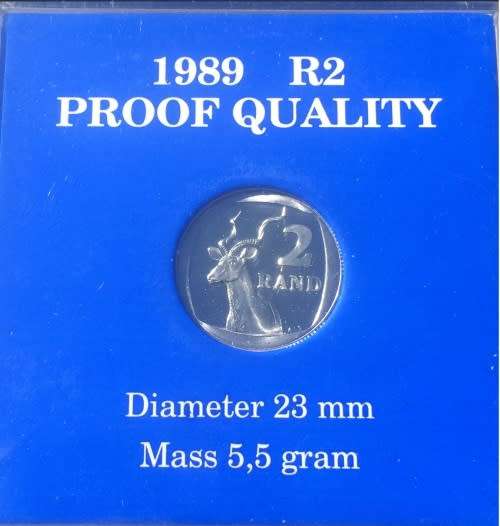 1989 R2
PROOF QUALITY
2
RAND
Diameter 23 mm
Mass 5,5 gram